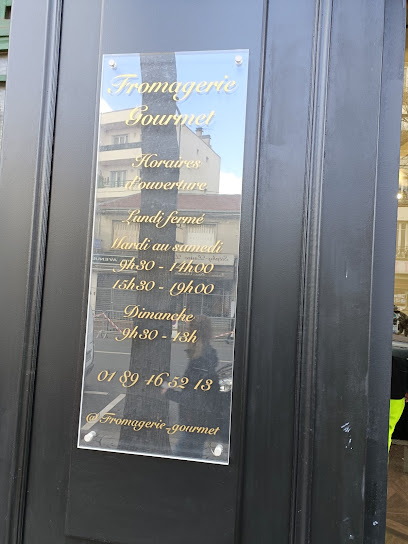 Fromagerie
Gourmet
Horaires
d'ouverture
Lundi fermé
Mardi au samedi
9h30 - 14h00
15h30 - 19h00
Dimanche
9h30 - 13h
01 89 46 52 13
@Fromagerie_gourmet